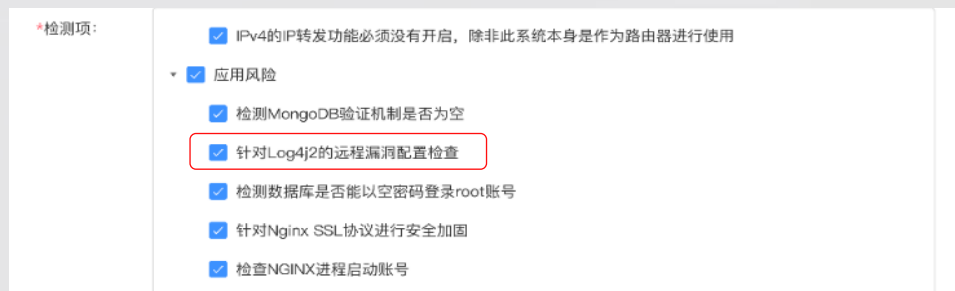 *检测项:
IPv4的IP转发功能必须没有开启，除非此系统本身是作为路由器进行使用
应用风险
检测MongoDB验证机制是否为空
针对Log4j2的远程漏洞配置检查
检测数据库是否能以空密码登录root账号
针对Nginx SSL协议进行安全加固
检查NGINX进程启动账号